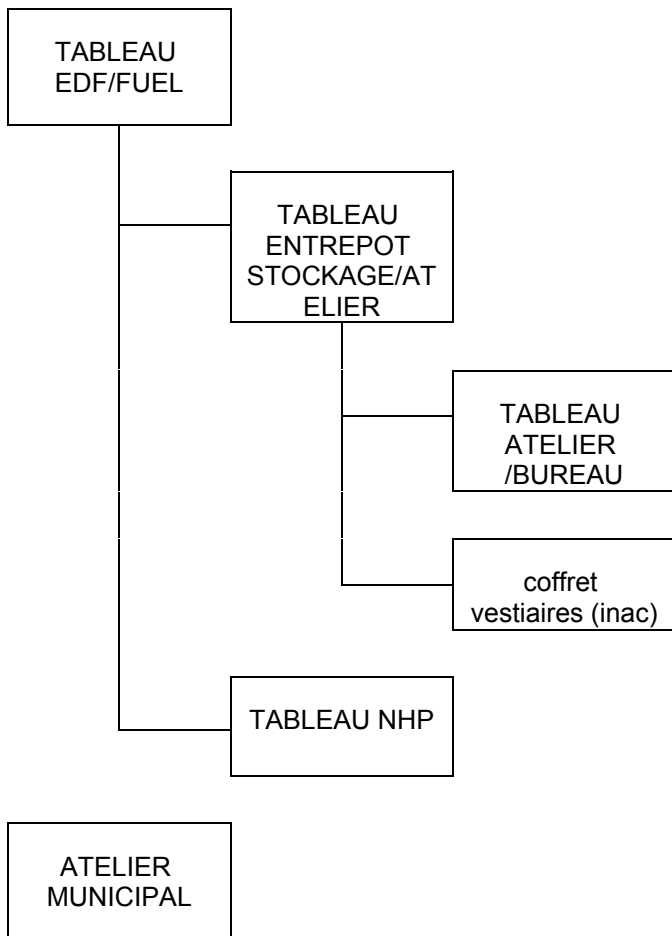 TABLEAU
EDF/FUEL
TABLEAU
ENTREPOT
STOCKAGE/AT
ELIER
TABLEAU
ATELIER
/BUREAU
coffret
vestiaires (inac)
TABLEAU NHP
ATELIER
MUNICIPAL